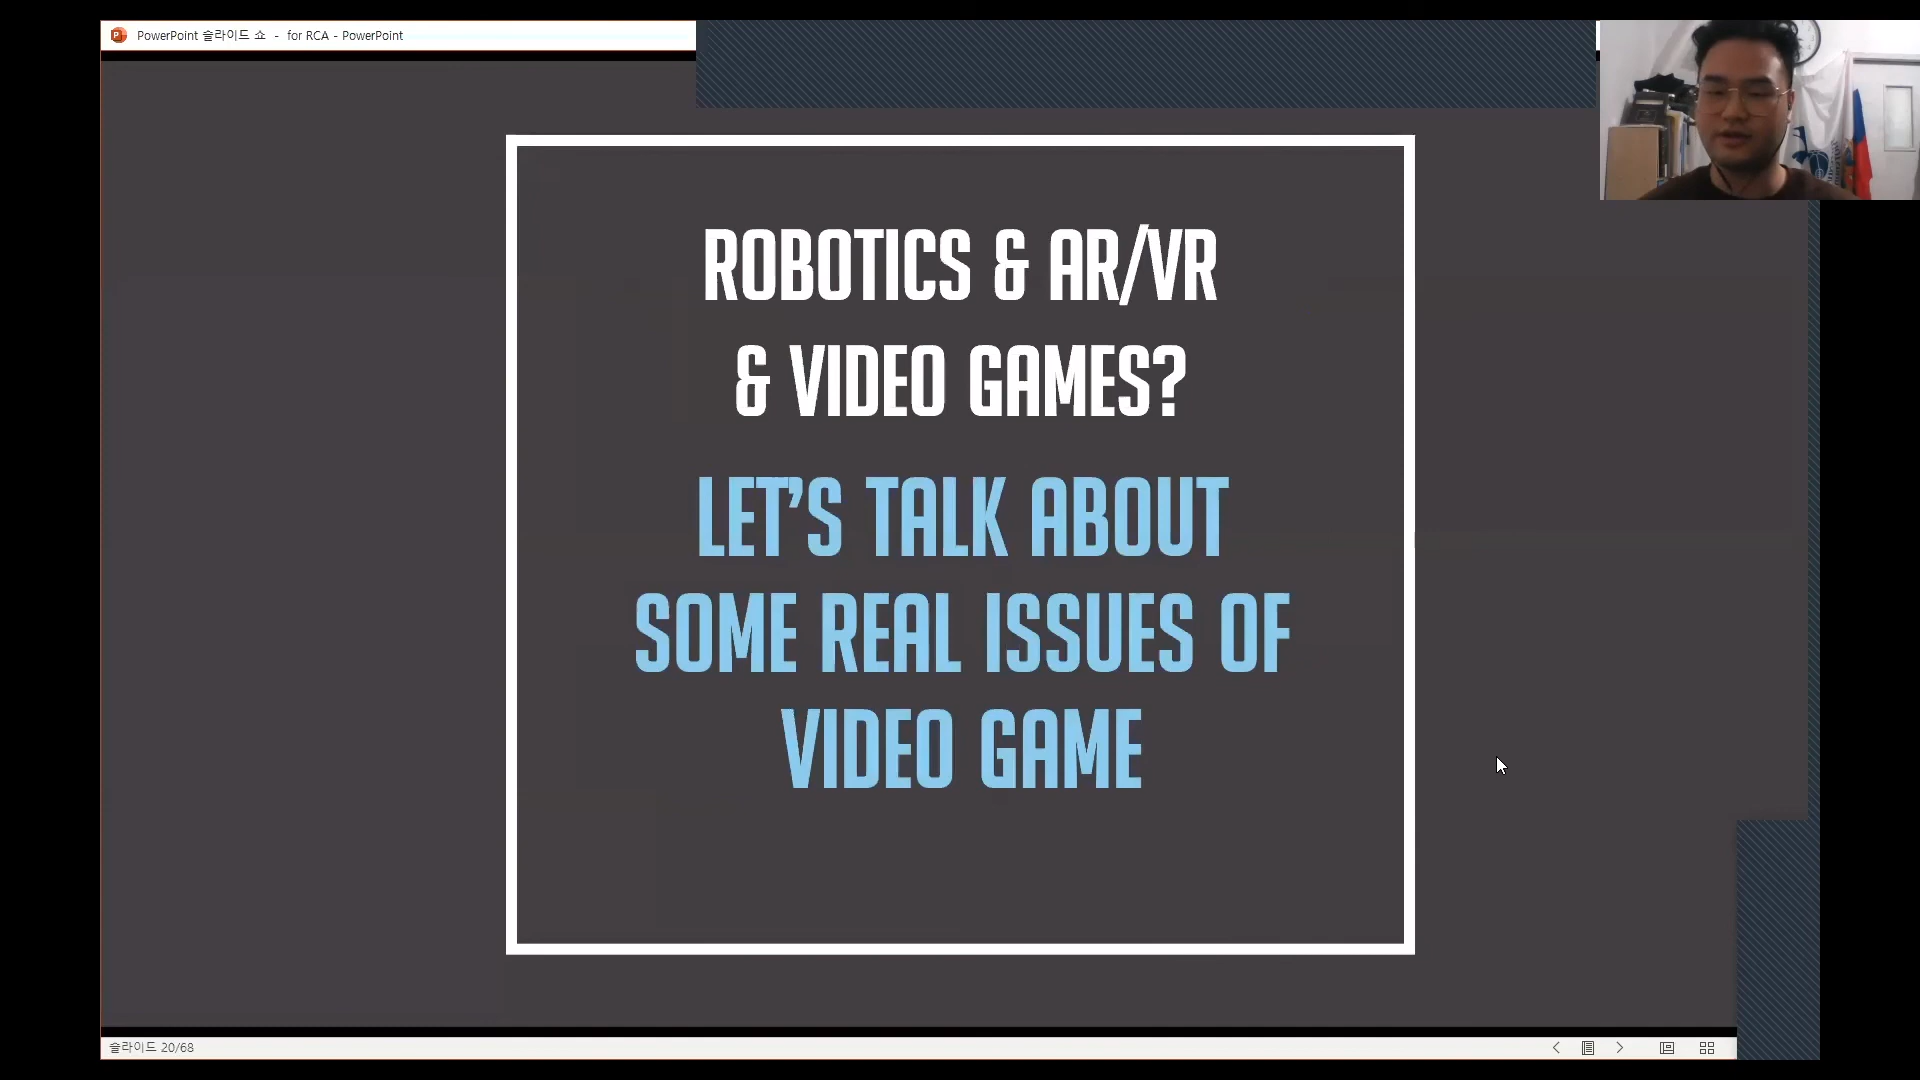 PowerPoint 슬라이드 쇼 - for RCA - PowerPoint
ROBOTICS & AR/VR
& VIDEO GAMES?
LET'S TALK ABOUT
SOME REAL ISSUES OF
VIDEO GAME
슬라이드 20/68